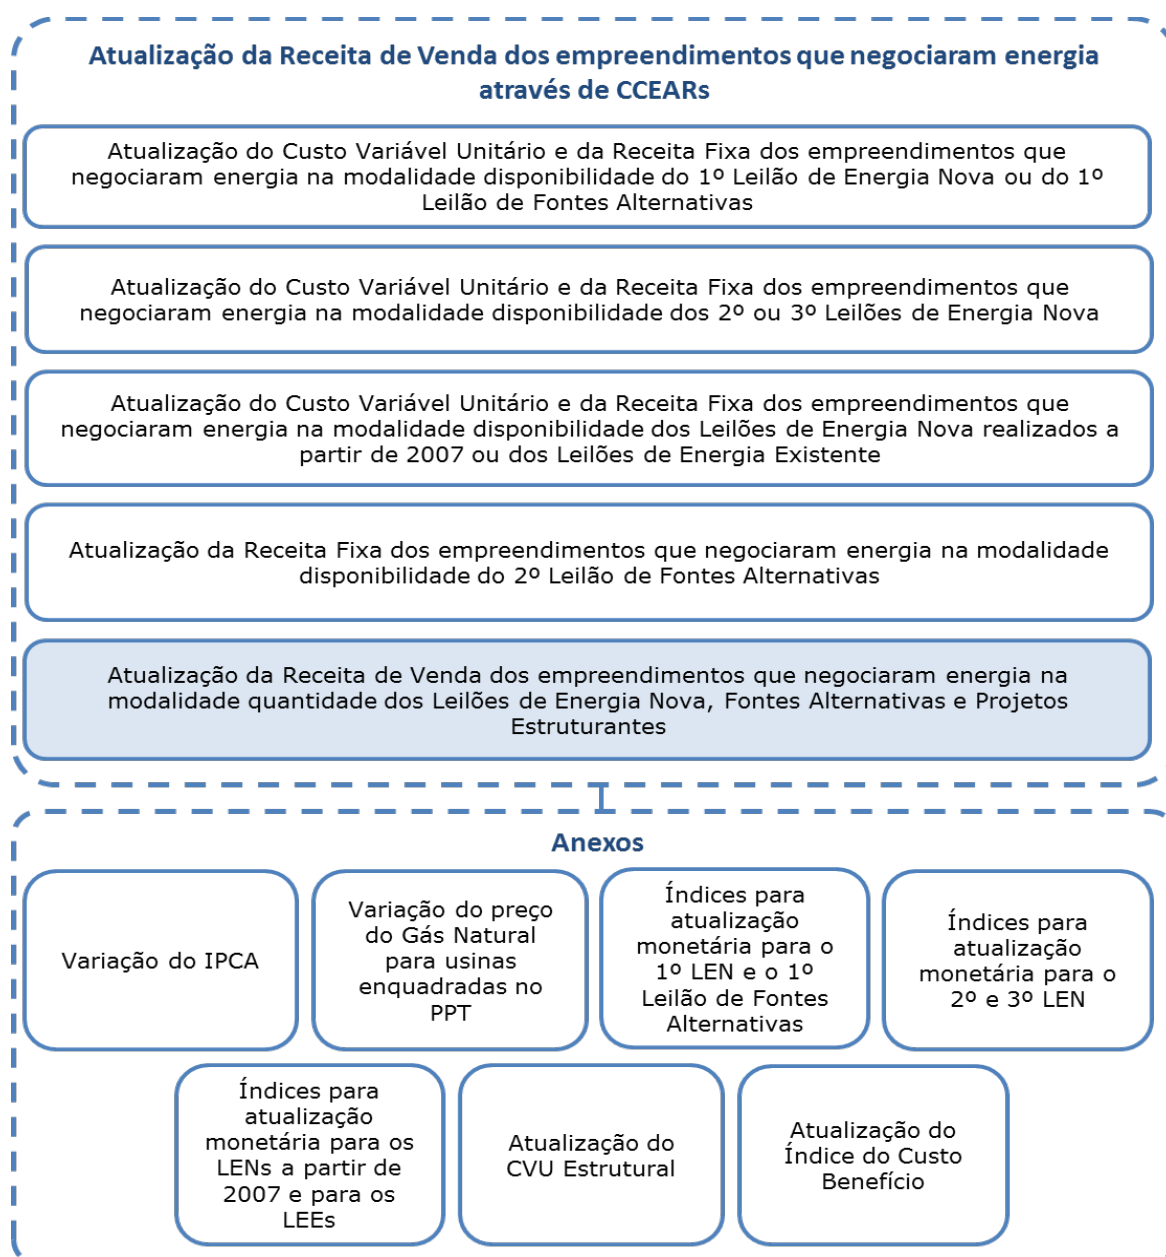 Atualização da Receita de Venda dos empreendimentos que negociaram energia
através de CCEARs
Atualização do Custo Variável Unitário e da Receita Fixa dos empreendimentos que
negociaram energia na modalidade disponibilidade do 1º Leilão de Energia Nova ou do 1º
Leilão de Fontes Alternativas
Atualização do Custo Variável Unitário e da Receita Fixa dos empreendimentos que
negociaram energia na modalidade disponibilidade dos 2º ou 3º Leilões de Energia Nova
Atualização do Custo Variável Unitário e da Receita Fixa dos empreendimentos que
negociaram energia na modalidade disponibilidade dos Leilões de Energia Nova realizados a
partir de 2007 ou dos Leilões de Energia Existente
Atualização da Receita Fixa dos empreendimentos que negociaram energia na modalidade
disponibilidade do 2º Leilão de Fontes Alternativas
Atualização da Receita de Venda dos empreendimentos que negociaram energia na
modalidade quantidade dos Leilões de Energia Nova, Fontes Alternativas e Projetos
Estruturantes
Anexos
Variação do IPCA
Variação do preço
do Gás Natural
para usinas
enquadradas no
PPT
Índices para
atualização
monetária para o
1º LEN e o 1º
Leilão de Fontes
Alternativas
Índices para
atualização
monetária para o
2º e 3º LEN
Índices para
atualização
monetária para os
LENs a partir de
2007 e para os
LEEs
Atualização do
CVU Estrutural
Atualização do
Índice do Custo
Benefício